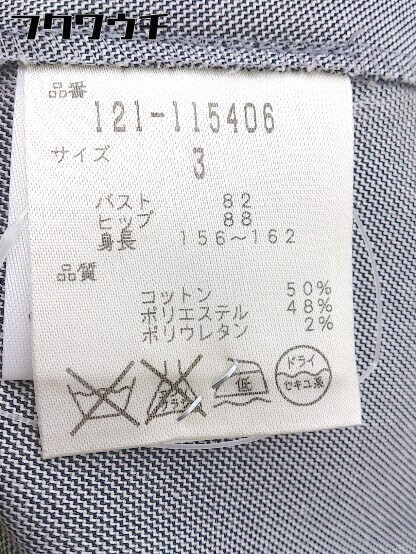 フクウクウチ
品番
121-115406
サイズ 3
バスト 82
ヒップ 88
身長 156~162
品質
コットン 50%
ポリエステル 48%
ポリウレタン 2%
低
ドライ
セキユ系